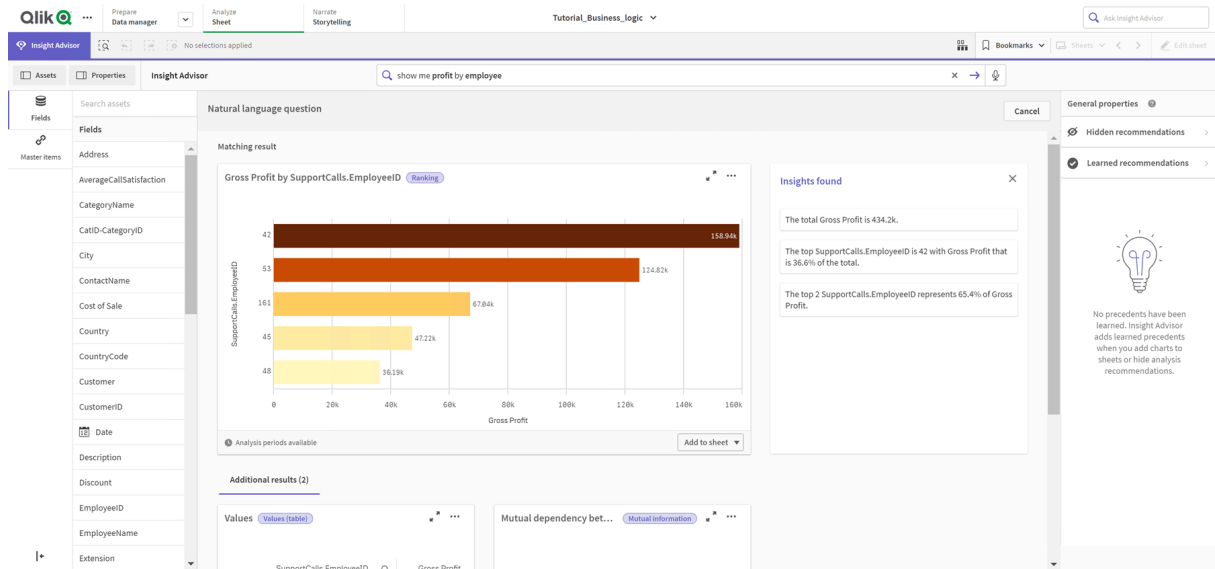 Qlik
Prepare
Data manager
Analyze
Sheet
Narrate
Storytelling
Tutorial_Business_logic
Ask Insight Advisor
Insight Advisor
No selections applied
Bookmarks
Sheets
Edit sheet
Assets
Properties
Insight Advisor
show me profit by employee
Fields
Master items
Search assets
Fields
Address
AverageCallSatisfaction
CategoryName
CatID-CategoryID
City
ContactName
Cost of Sale
Country
CountryCode
Customer
CustomerID
Date
Description
Discount
EmployeeID
EmployeeName
Extension
Natural language question
Cancel
Matching result
Gross Profit by SupportCalls.EmployeeID
Ranking
SupportCalls.EmployeeID
42
158.94k
53
124.82k
161
67.04k
45
47.22k
48
36.19k
0 20k 40k 60k 80k 100k 120k 140k 160k
Gross Profit
Analysis periods available
Add to sheet
Insights found
The total Gross Profit is 434.2k.
The top SupportCalls.EmployeeID is 42 with Gross Profit that
is 36.6% of the total.
The top 2 SupportCalls.EmployeeID represents 65.4% of Gross
Profit.
Additional results (2)
Values
Values (table)
SupportCalls.EmployeeID
Gross Profit
Mutual dependency bet...
Mutual information
General properties
Hidden recommendations
Learned recommendations
No precedents have been
learned. Insight Advisor
adds learned precedents
when you add charts to
sheets or hide analysis
recommendations.